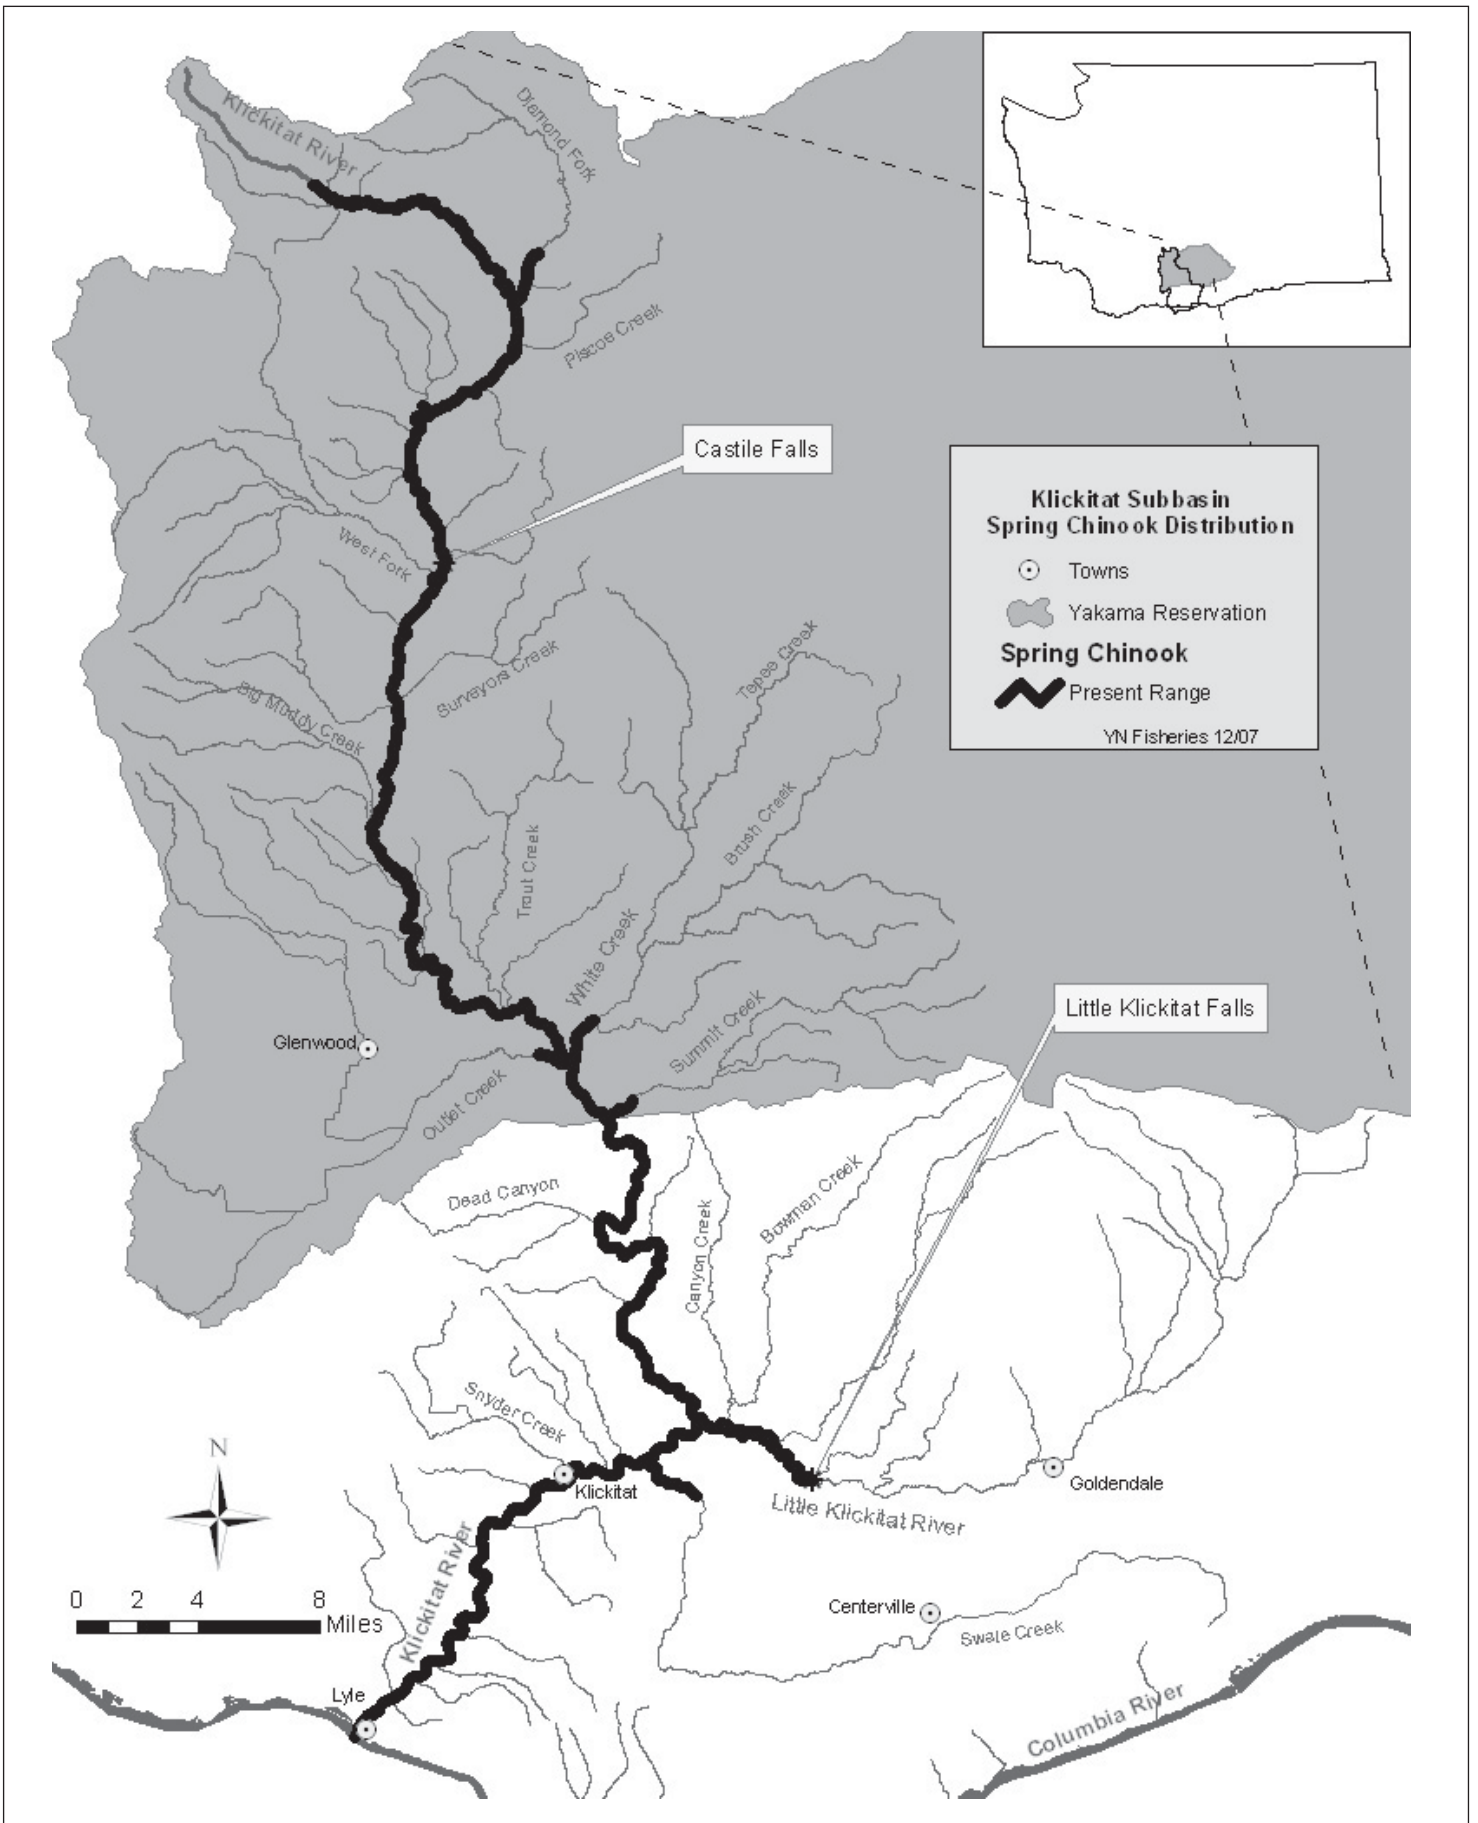 Klickitat River
Diamond Fork
Piscoe Creek
Castile Falls
Klickitat Subbasin
Spring Chinook Distribution
Towns
Yakama Reservation
Spring Chinook
Present Range
YN Fisheries 12/07
West Fork
Surveyors Creek
Tepee Creek
Big Muddy Creek
Brush Creek
Trout Creek
White Creek
Summit Creek
Little Klickitat Falls
Glenwood
Outlet Creek
Dead Canyon
Canyon Creek
Bowman Creek
Snyder Creek
N
Klickitat
Goldendale
Little Klickitat River
Klickitat River
0 2 4 8
Miles
Centerville
Swale Creek
Lyle
Columbia River